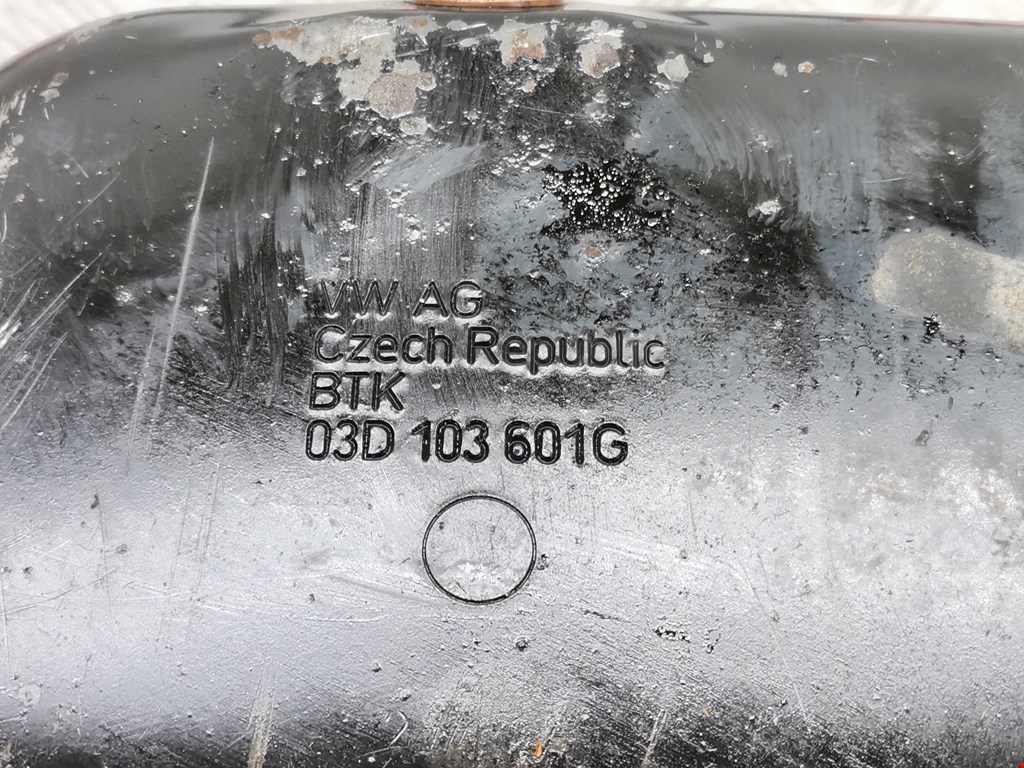 VW AG
Czech Republic
BTK
03D 103 601G